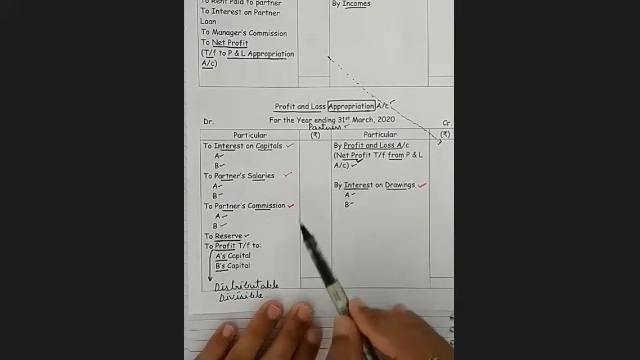 To Rent Paid to partner
To Interest on Partner
Loan
To Manager's Commission
To Net Profit
(T/f to P & L Appropriation
A/c)
By Incomes
Profit and Loss Appropriation A/c
Dr.
For the Year ending 31st March, 2020
Cr.
Partners
Particular
(₹)
Particular
(₹)
To Interest on Capitals
A
B
To Partner's Salaries
A
B
To Partner's Commission
A
B
To Reserve
To Profit T/f to:
A's Capital
B's Capital
Distributable
Divisible
By Profit and Loss A/c
(Net Profit T/f from P & L
A/c)
By Interest on Drawings
A
B